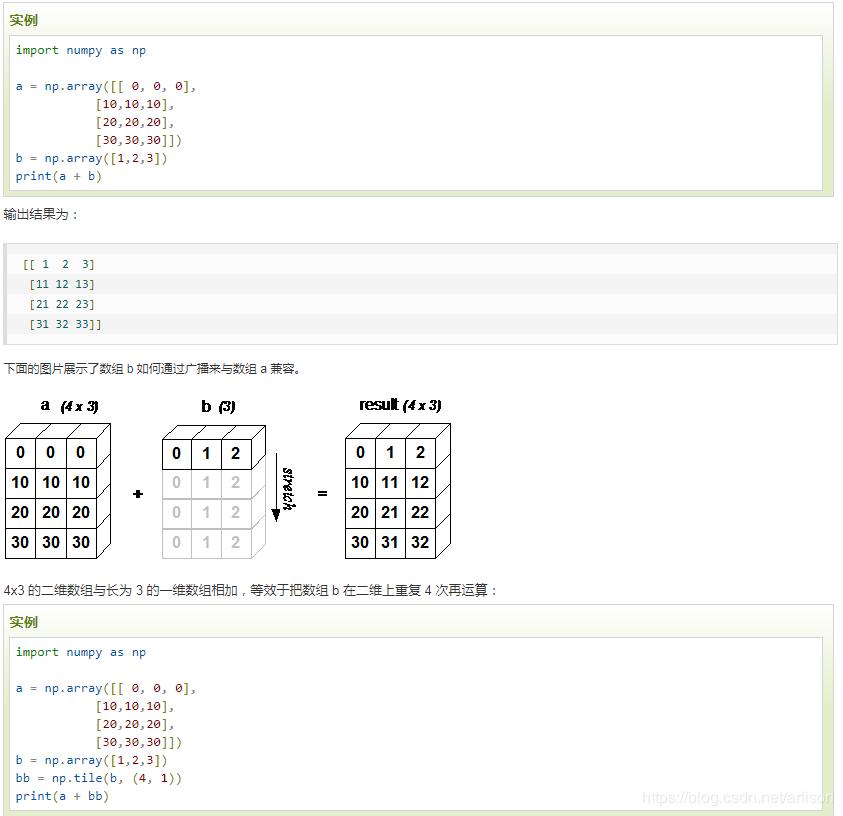 实例
import numpy as np
a = np.array([[ 0, 0, 0],
[10,10,10],
[20,20,20],
[30,30,30]])
b = np.array([1,2,3])
print(a + b)
输出结果为：
[[ 1  2  3]
[11 12 13]
[21 22 23]
[31 32 33]]
下面的图片展示了数组 b 如何通过广播来与数组 a 兼容。
a (4 x 3) b (3) result (4 x 3)
0 0 0 0 1 2 0 1 2
10 10 10 0 1 2 10 11 12
+ stretch =
20 20 20 0 1 2 20 21 22
30 30 30 0 1 2 30 31 32
4x3 的二维数组与长为 3 的一维数组相加，等效于把数组 b 在二维上重复 4 次再运算：
实例
import numpy as np
a = np.array([[ 0, 0, 0],
[10,10,10],
[20,20,20],
[30,30,30]])
b = np.array([1,2,3])
bb = np.tile(b, (4, 1))
print(a + bb)
https://blog.csdn.net/arlison